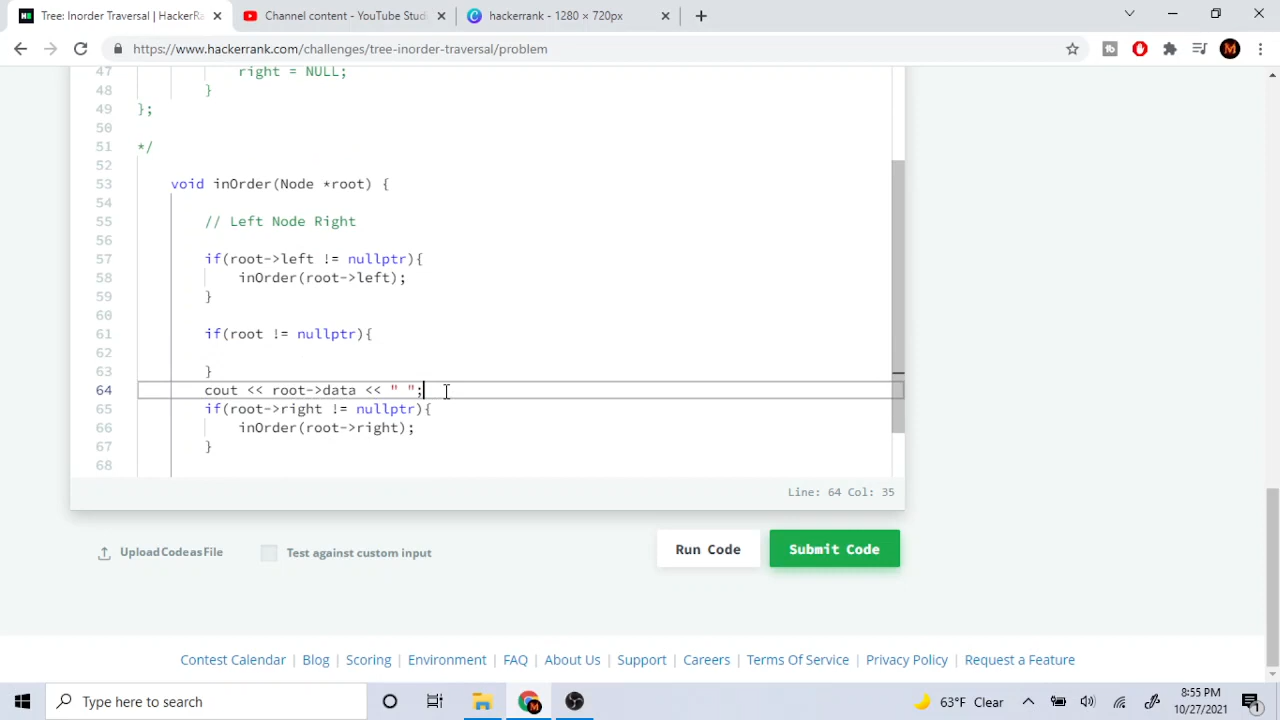 Tree: Inorder Traversal | HackerRa
Channel content - YouTube Studi
hackerrank - 1280 × 720px
https://www.hackerrank.com/challenges/tree-inorder-traversal/problem
47 right = NULL;
48 }
49 };
50
51 */
52
53 void inOrder(Node *root) {
54
55 // Left Node Right
56
57 if(root->left != nullptr){
58 inOrder(root->left);
59 }
60
61 if(root != nullptr){
62
63 }
64 cout << root->data << " ";
65 if(root->right != nullptr){
66 inOrder(root->right);
67 }
68
Line: 64 Col: 35
Upload Code as File
Test against custom input
Run Code
Submit Code
Contest Calendar | Blog | Scoring | Environment | FAQ | About Us | Support | Careers | Terms Of Service | Privacy Policy | Request a Feature
Type here to search
63°F Clear
8:55 PM
10/27/2021